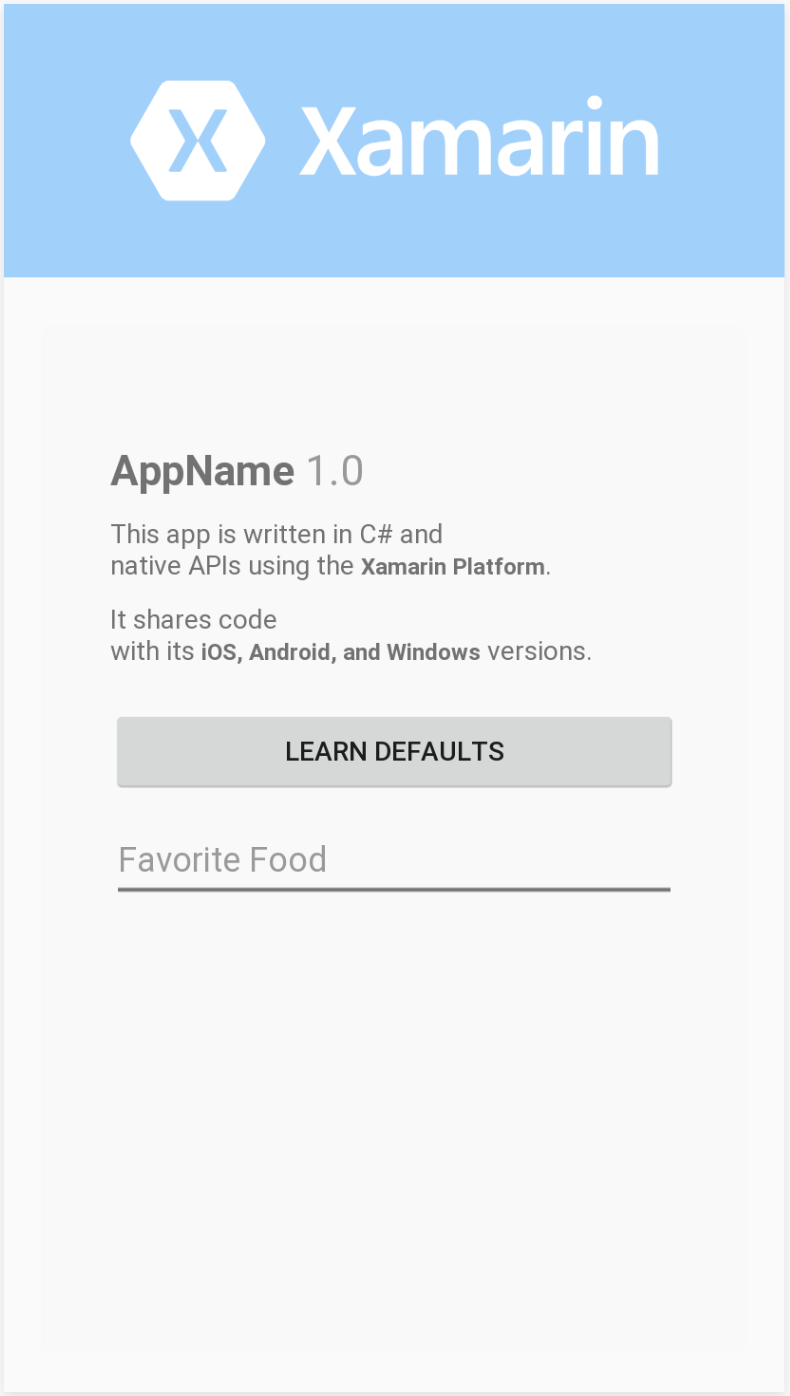 X Xamarin
AppName 1.0
This app is written in C# and
native APIs using the Xamarin Platform.
It shares code
with its iOS, Android, and Windows versions.
LEARN DEFAULTS
Favorite Food